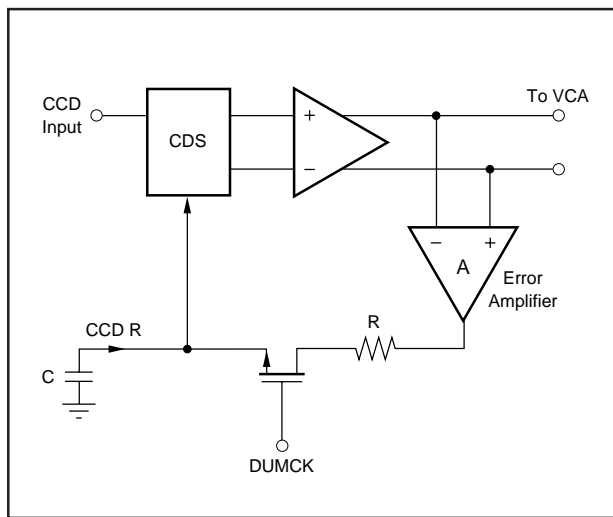 CCD
Input
CDS
+
−
To VCA
−
+
A
Error
Amplifier
CCD R
R
C
DUMCK